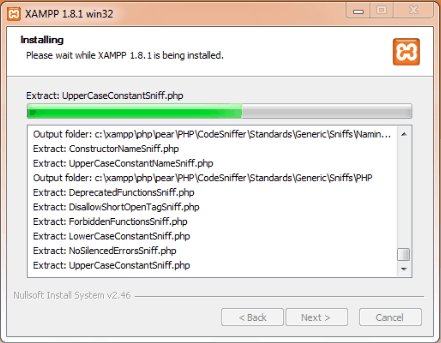 XAMPP 1.8.1 win32
Installing
Please wait while XAMPP 1.8.1 is being installed.
Extract: UpperCaseConstantSniff.php
Output folder: c:\xampp\php\pear\PHP\CodeSniffer\Standards\Generic\Sniffs\Namin...
Extract: ConstructorNameSniff.php
Extract: UpperCaseConstantNameSniff.php
Output folder: c:\xampp\php\pear\PHP\CodeSniffer\Standards\Generic\Sniffs\PHP
Extract: DeprecatedFunctionsSniff.php
Extract: DisallowShortOpenTagSniff.php
Extract: ForbiddenFunctionsSniff.php
Extract: LowerCaseConstantSniff.php
Extract: NoSilencedErrorsSniff.php
Extract: UpperCaseConstantSniff.php
Nullsoft Install System v2.46
< Back
Next >
Cancel